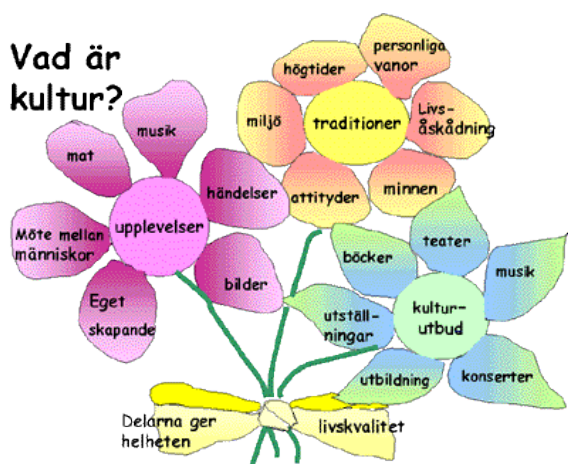 Vad är
kultur?
musik
mat
händelser
upplevelser
Möte mellan
människor
bilder
Eget
skapande
personliga
vanor
högtider
miljö
traditioner
Livs-
åskådning
attityder
minnen
teater
böcker
musik
utställ-
ningar
kultur-
utbud
utbildning
konserter
Delarna ger
helheten
livskvalitet